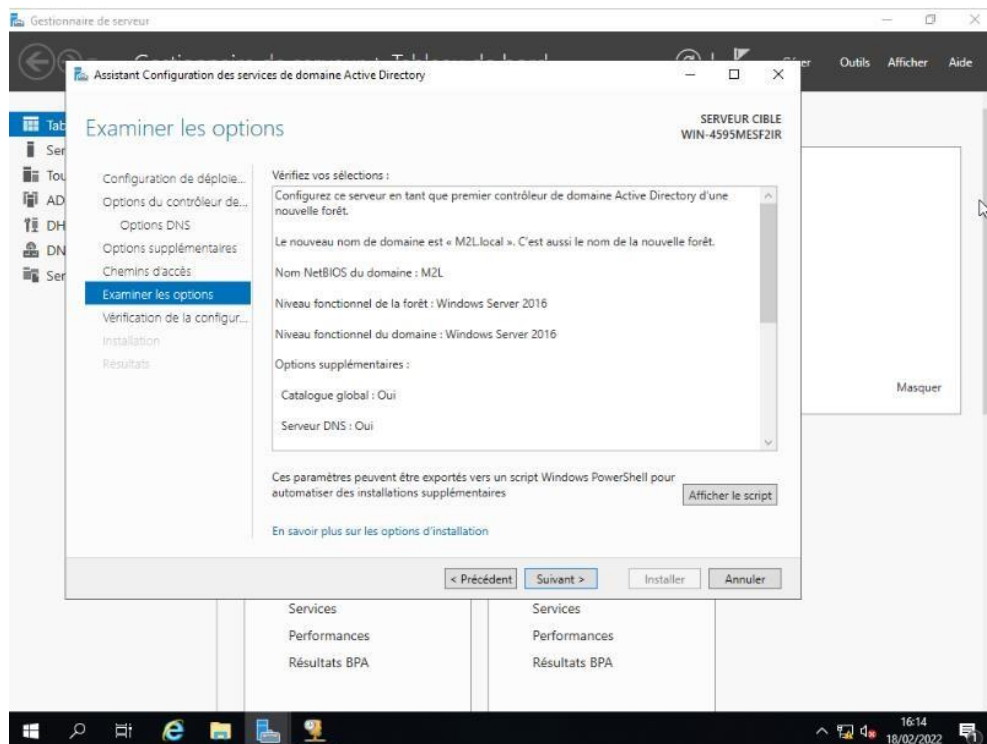 Gestionnaire de serveur
Outils Afficher Aide
Assistant Configuration des services de domaine Active Directory
Examiner les options
SERVEUR CIBLE
WIN-4595MESF2IR
Tab
Ser
Tou
AD
DH
DN
Ser
Configuration de déploie...
Options du contrôleur de...
Options DNS
Options supplémentaires
Chemins d'accès
Examiner les options
Vérification de la configur...
Installation
Résultats
Vérifiez vos sélections :
Configurez ce serveur en tant que premier contrôleur de domaine Active Directory d'une
nouvelle forêt.
Le nouveau nom de domaine est « M2L.local ». C'est aussi le nom de la nouvelle forêt.
Nom NetBIOS du domaine : M2L
Niveau fonctionnel de la forêt : Windows Server 2016
Niveau fonctionnel du domaine : Windows Server 2016
Options supplémentaires :
Catalogue global : Oui
Serveur DNS : Oui
Ces paramètres peuvent être exportés vers un script Windows PowerShell pour
automatiser des installations supplémentaires
Afficher le script
En savoir plus sur les options d'installation
< Précédent Suivant > Installer Annuler
Masquer
Services
Performances
Résultats BPA
Services
Performances
Résultats BPA
16:14
18/02/2022